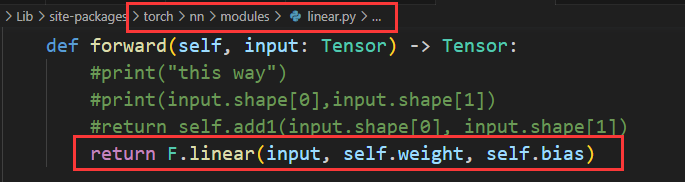 > Lib > site-packages > torch > nn > modules > linear.py > ...
def forward(self, input: Tensor) -> Tensor:
#print("this way")
#print(input.shape[0],input.shape[1])
#return self.add1(input.shape[0], input.shape[1])
return F.linear(input, self.weight, self.bias)